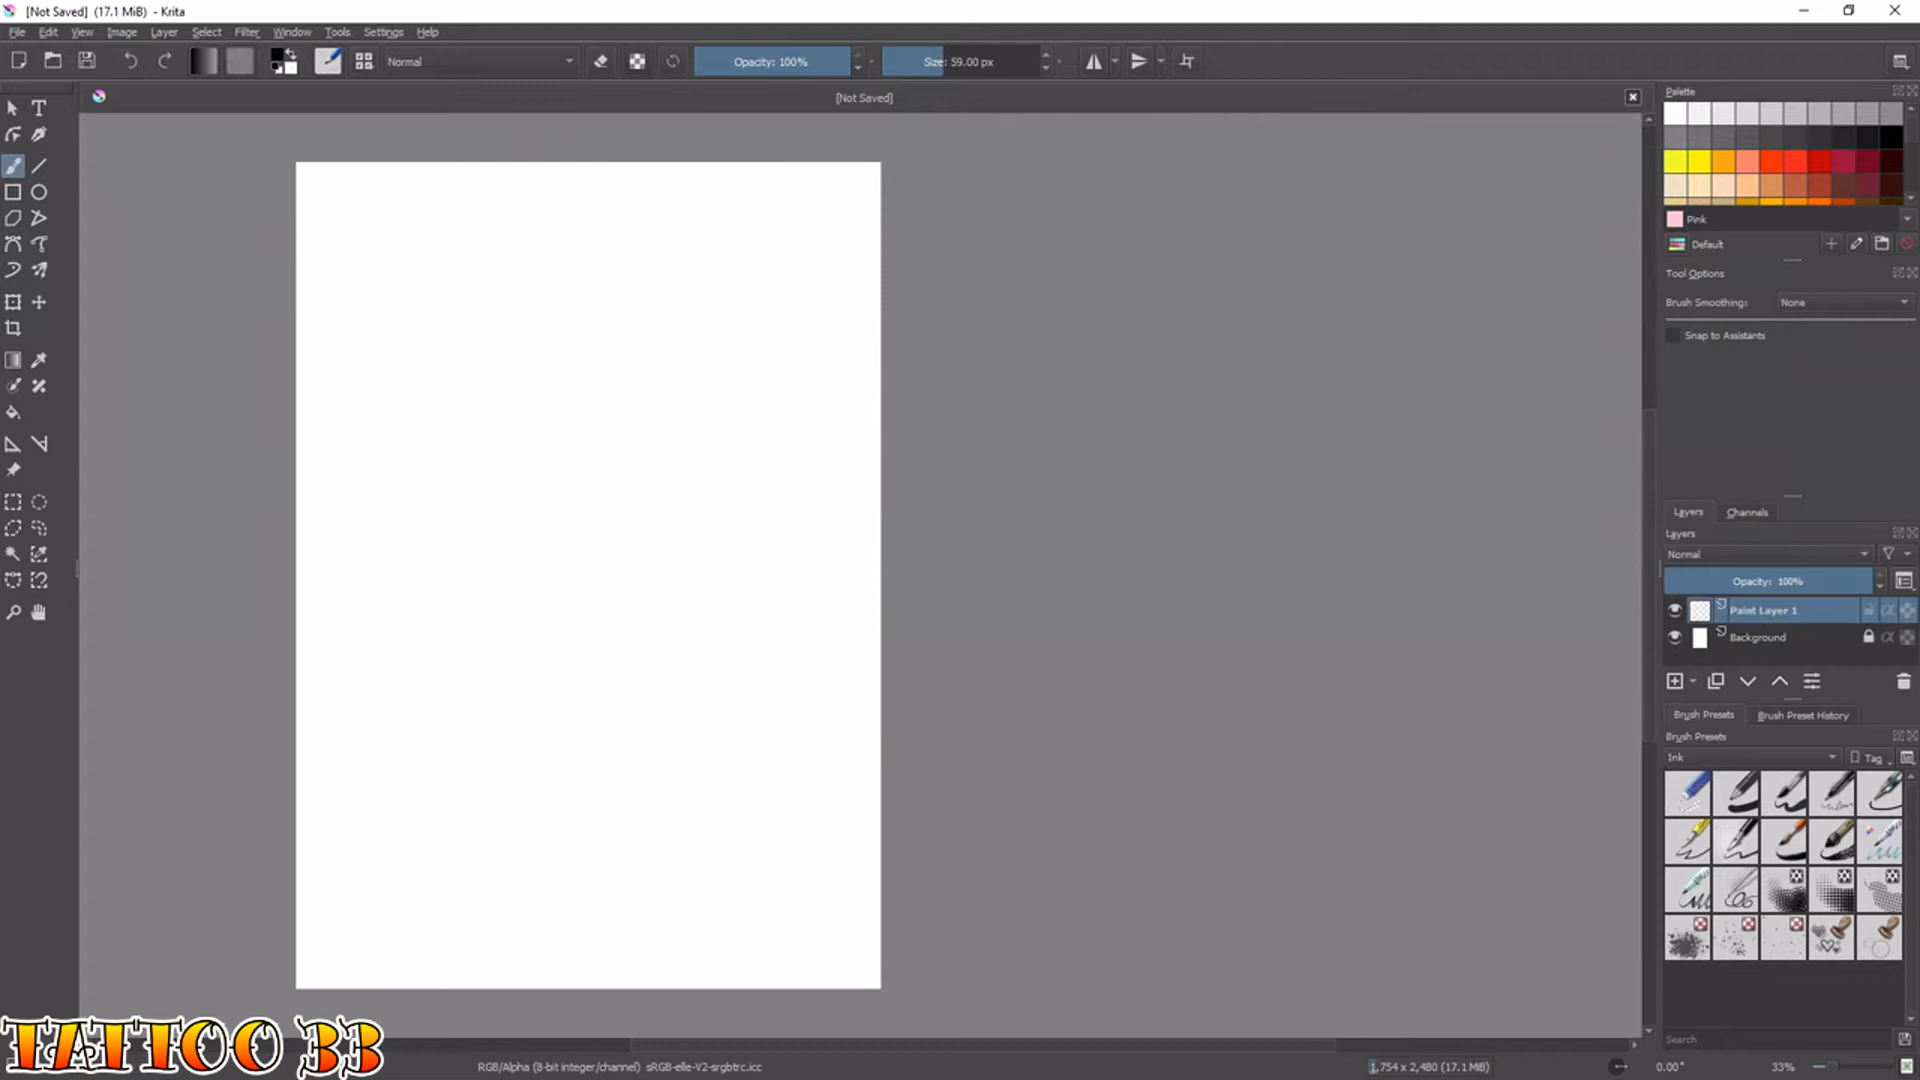 [Not Saved]  (17.1 MiB)  - Krita
File Edit View Image Layer Select Filter Window Tools Settings Help
Normal Opacity: 100% Size: 59.00 px
[Not Saved]
Palette
Pink
Default
Tool Options
Brush Smoothing: None
Snap to Assistants
Layers Channels
Layers
Normal
Opacity:  100%
Paint Layer 1
Background
Brush Presets Brush Preset History
Brush Presets
Ink Tag
Search
TATTOO BB
RGB/Alpha (8-bit integer/channel)  sRGB-elle-V2-srgbtrc.icc 1,754 x 2,480 (17.1 MiB) 0.00° 33%